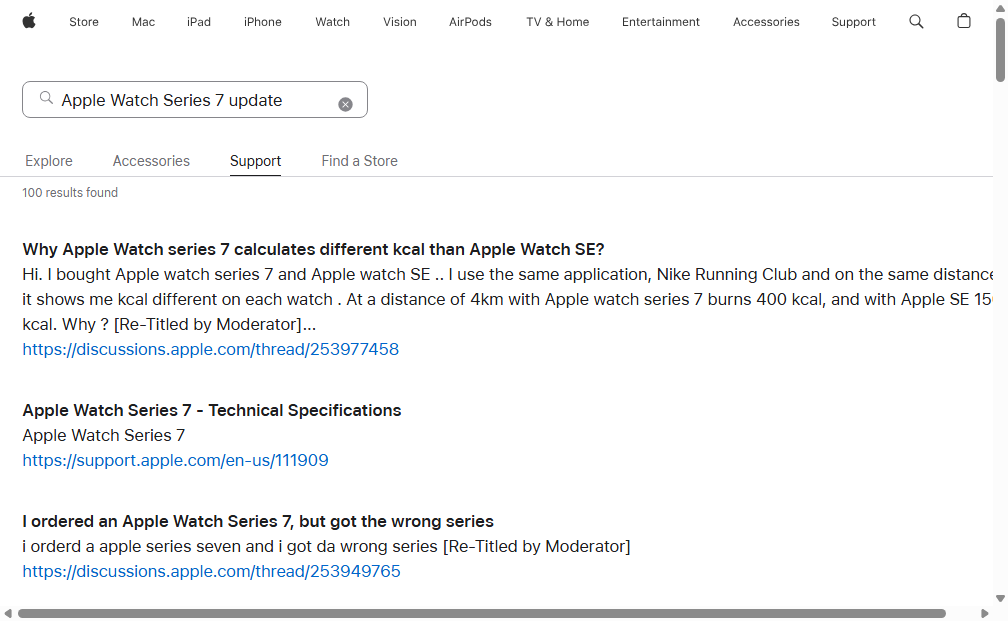 Store Mac iPad iPhone Watch Vision AirPods TV & Home Entertainment Accessories Support
Apple Watch Series 7 update
Explore Accessories Support Find a Store
100 results found
Why Apple Watch series 7 calculates different kcal than Apple Watch SE?
Hi. I bought Apple watch series 7 and Apple watch SE .. I use the same application, Nike Running Club and on the same distance
it shows me kcal different on each watch . At a distance of 4km with Apple watch series 7 burns 400 kcal, and with Apple SE 15
kcal. Why ? [Re-Titled by Moderator]...
https://discussions.apple.com/thread/253977458
Apple Watch Series 7 - Technical Specifications
Apple Watch Series 7
https://support.apple.com/en-us/111909
I ordered an Apple Watch Series 7, but got the wrong series
i orderd a apple series seven and i got da wrong series [Re-Titled by Moderator]
https://discussions.apple.com/thread/253949765